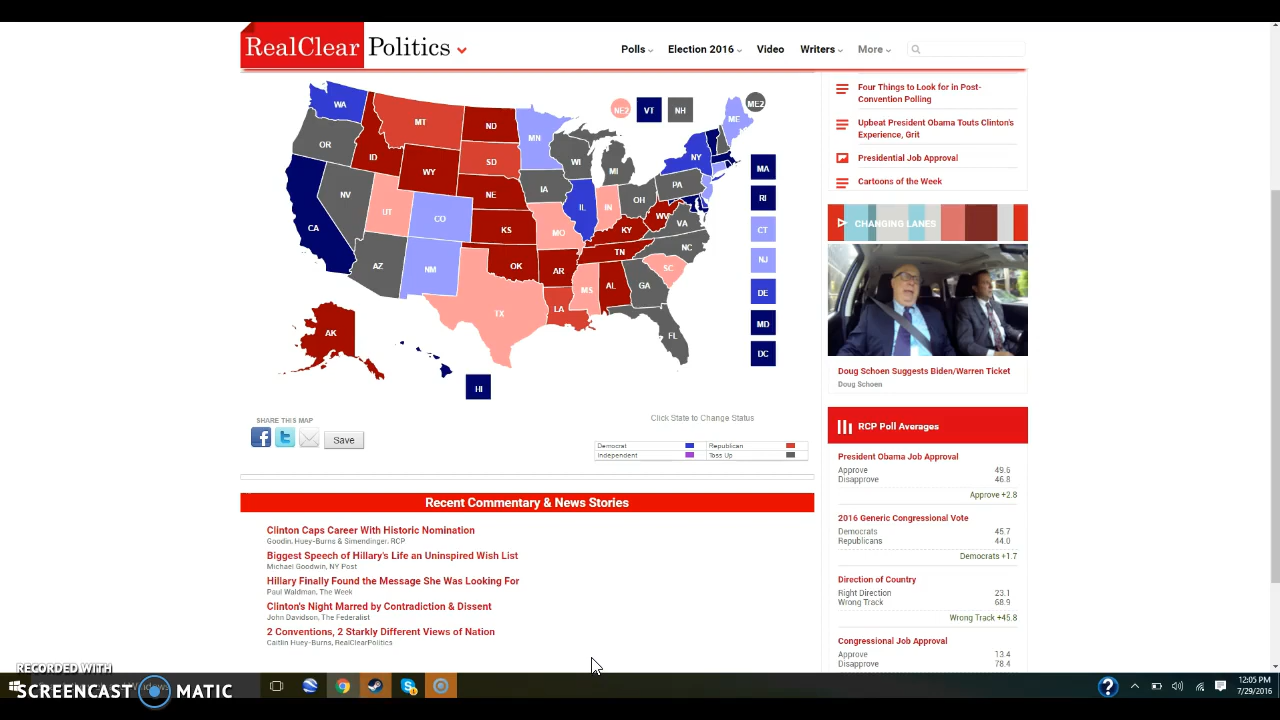 RealClear Politics
Polls
Election 2016
Video
Writers
More
WA
OR
CA
NV
ID
MT
WY
UT
AZ
CO
NM
ND
SD
NE
KS
OK
TX
MN
IA
MO
AR
LA
WI
IL
MI
IN
OH
KY
TN
MS
AL
GA
FL
SC
NC
VA
WV
PA
NY
ME
NE2
VT
NH
ME2
MA
RI
CT
NJ
DE
MD
DC
AK
HI
SHARE THIS MAP
Save
Click State to Change Status
Democrat
Republican
Independent
Toss Up
Recent Commentary & News Stories
Clinton Caps Career With Historic Nomination
Goodin, Huey-Burns & Simendinger, RCP
Biggest Speech of Hillary's Life an Uninspired Wish List
Michael Goodwin, NY Post
Hillary Finally Found the Message She Was Looking For
Paul Waldman, The Week
Clinton's Night Marred by Contradiction & Dissent
John Davidson, The Federalist
2 Conventions, 2 Starkly Different Views of Nation
Caitlin Huey-Burns, RealClearPolitics
Four Things to Look for in Post-
Convention Polling
Upbeat President Obama Touts Clinton's
Experience, Grit
Presidential Job Approval
Cartoons of the Week
CHANGING LANES
Doug Schoen Suggests Biden/Warren Ticket
Doug Schoen
RCP Poll Averages
President Obama Job Approval
Approve 49.6
Disapprove 46.8
Approve +2.8
2016 Generic Congressional Vote
Democrats 45.7
Republicans 44.0
Democrats +1.7
Direction of Country
Right Direction 23.1
Wrong Track 68.9
Wrong Track +45.8
Congressional Job Approval
Approve 13.4
Disapprove 78.4
RECORDED WITH
SCREENCAST MATIC
12:05 PM
7/29/2016